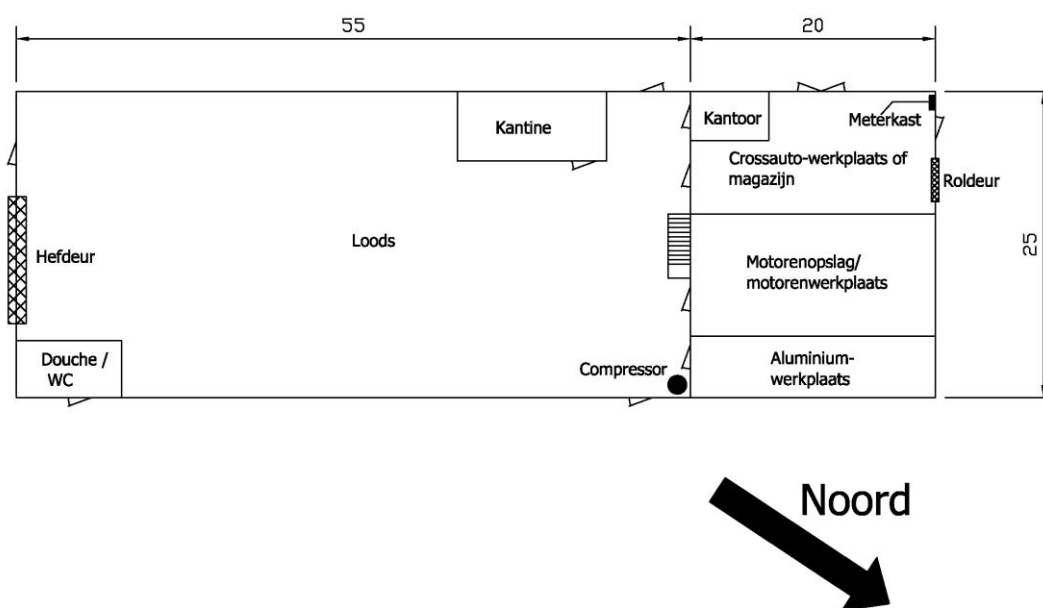 55
20
Kantine
Kantoor
Meterkast
Crossauto-werkplaats of
magazijn
Roldeur
Hefdeur
Loods
25
Motorenopslag/
motorenwerkplaats
Douche /
WC
Compressor
Aluminium-
werkplaats
Noord